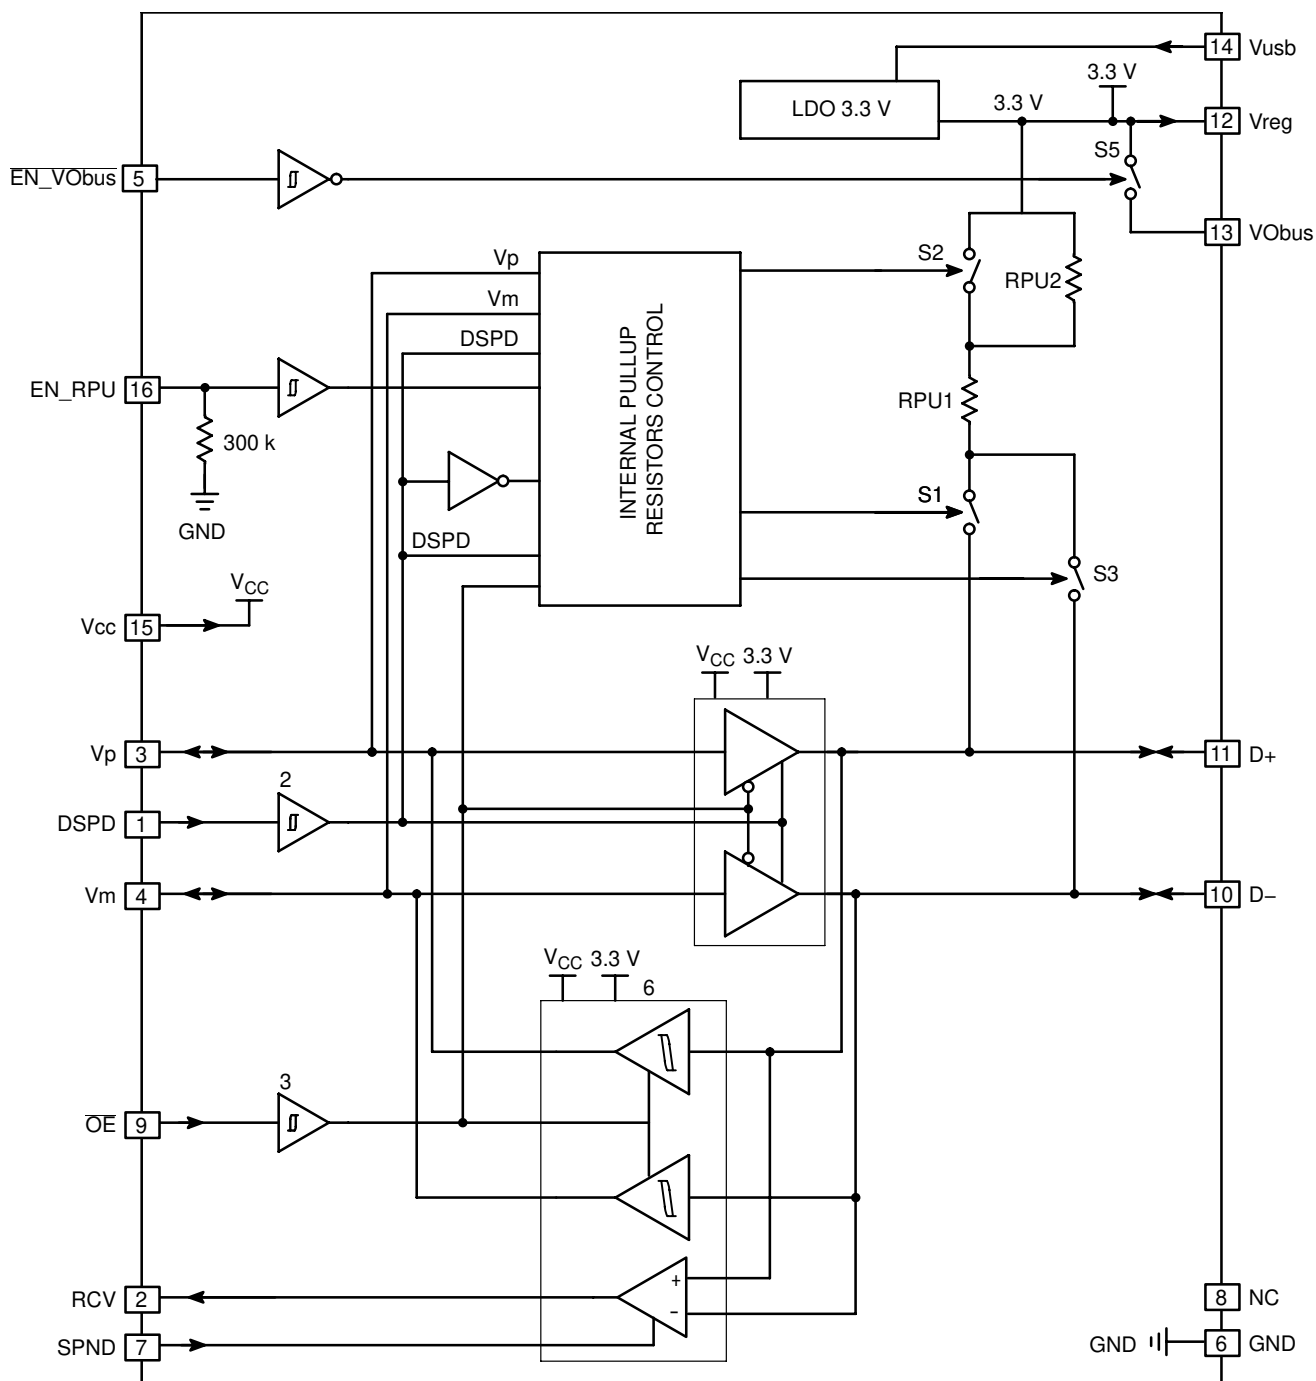 14 Vusb
3.3 V
LDO 3.3 V
3.3 V
12 Vreg
S5
EN_VObus 5
13 VObus
Vp
S2
RPU2
Vm
DSPD
INTERNAL PULLUP
RESISTORS CONTROL
EN_RPU 16
RPU1
300 k
GND
S1
DSPD
S3
VCC
Vcc 15
VCC 3.3 V
Vp 3
11 D+
2
DSPD 1
Vm 4
10 D–
VCC 3.3 V
6
3
OE 9
+
RCV 2
–
8 NC
SPND 7
GND
6 GND